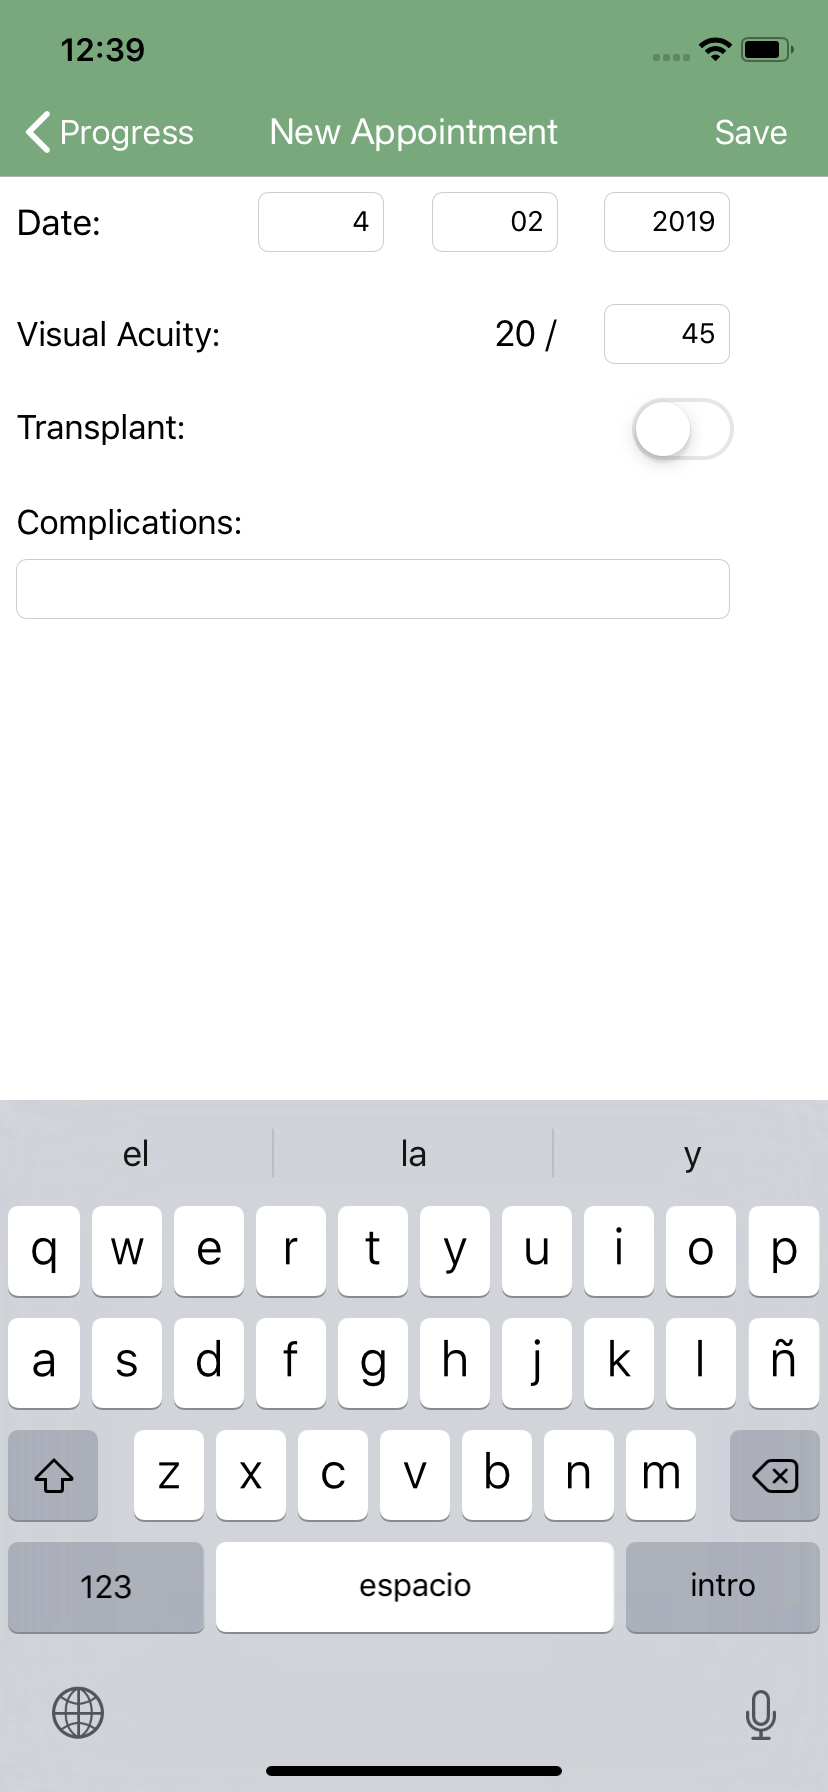 12:39
Progress New Appointment Save
Date: 4 02 2019
Visual Acuity: 20 / 45
Transplant:
Complications:
el la y
q w e r t y u i o p
a s d f g h j k l ñ
z x c v b n m
123 espacio intro